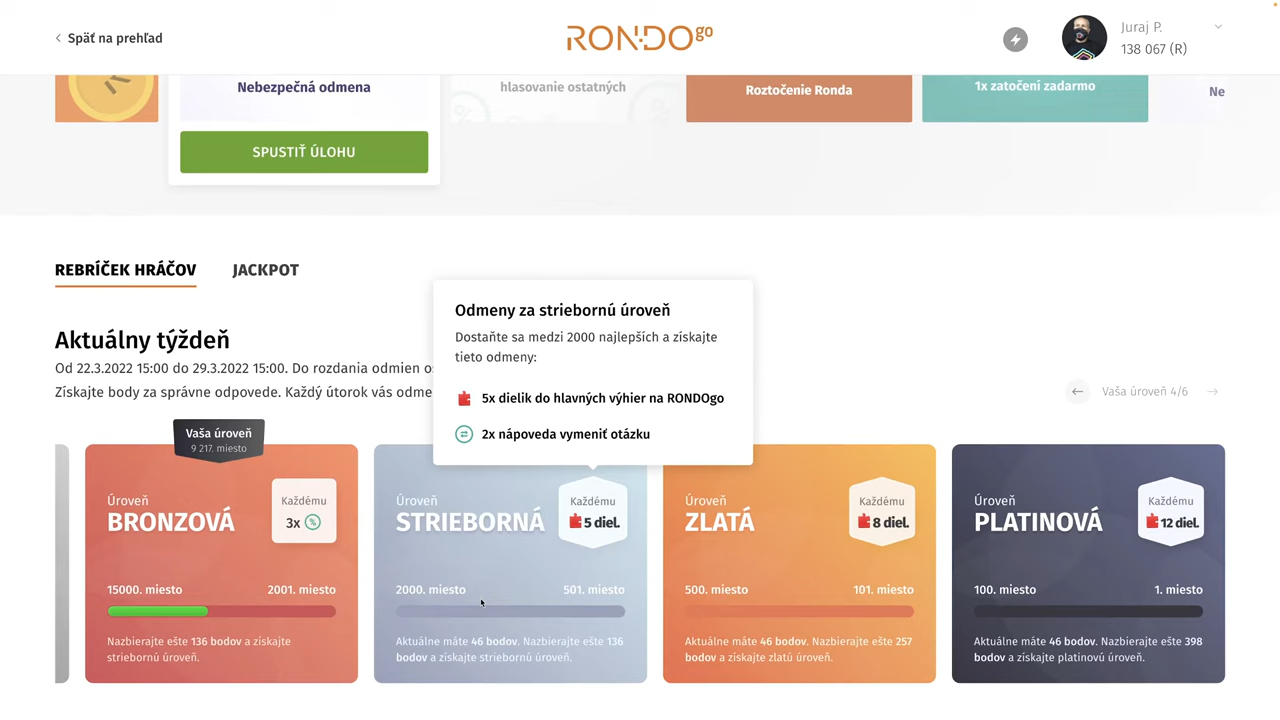 Späť na prehľad
RONDO go
Juraj P.
138 067 (R)
Nebezpečná odmena
hlasovanie ostatných
Roztočenie Ronda
1x zatočení zadarmo
Ne
SPUSTIŤ ÚLOHU
REBRÍČEK HRÁČOV
JACKPOT
Aktuálny týždeň
Od 22.3.2022 15:00 do 29.3.2022 15:00. Do rozdania odmien os
Získajte body za správne odpovede. Každý útorok vás odme
Odmeny za striebornú úroveň
Dostaňte sa medzi 2000 najlepších a získajte
tieto odmeny:
5x dielik do hlavných výhier na RONDOgo
2x nápoveda vymeniť otázku
Vaša úroveň 4/6
Vaša úroveň
9 217. miesto
Úroveň
BRONZOVÁ
Každému
3x
15000. miesto
2001. miesto
Nazbierajte ešte 136 bodov a získajte
striebornú úroveň.
Úroveň
STRIEBORNÁ
Každému
5 diel.
2000. miesto
501. miesto
Aktuálne máte 46 bodov. Nazbierajte ešte 136
bodov a získajte striebornú úroveň.
Úroveň
ZLATÁ
Každému
8 diel.
500. miesto
101. miesto
Aktuálne máte 46 bodov. Nazbierajte ešte 257
bodov a získajte zlatú úroveň.
Úroveň
PLATINOVÁ
Každému
12 diel.
100. miesto
1. miesto
Aktuálne máte 46 bodov. Nazbierajte ešte 398
bodov a získajte platinovú úroveň.